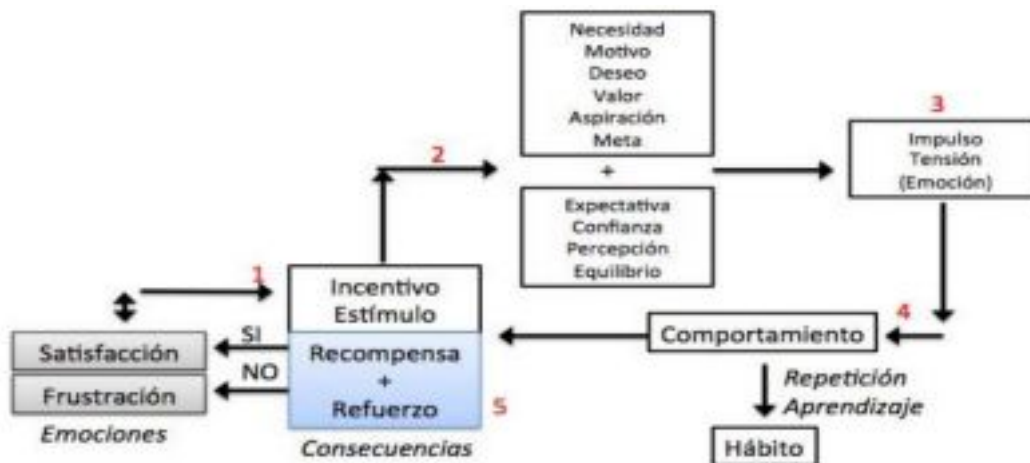 Necesidad
Motivo
Deseo
Valor
Aspiración
Meta
+
Expectativa
Confianza
Percepción
Equilibrio
2
3
Impulso
Tensión
(Emoción)
1
Incentivo
Estímulo
4
Comportamiento
Repetición
Aprendizaje
Hábito
SI
NO
Satisfacción
Frustración
Emociones
Recompensa
+
Refuerzo
5
Consecuencias